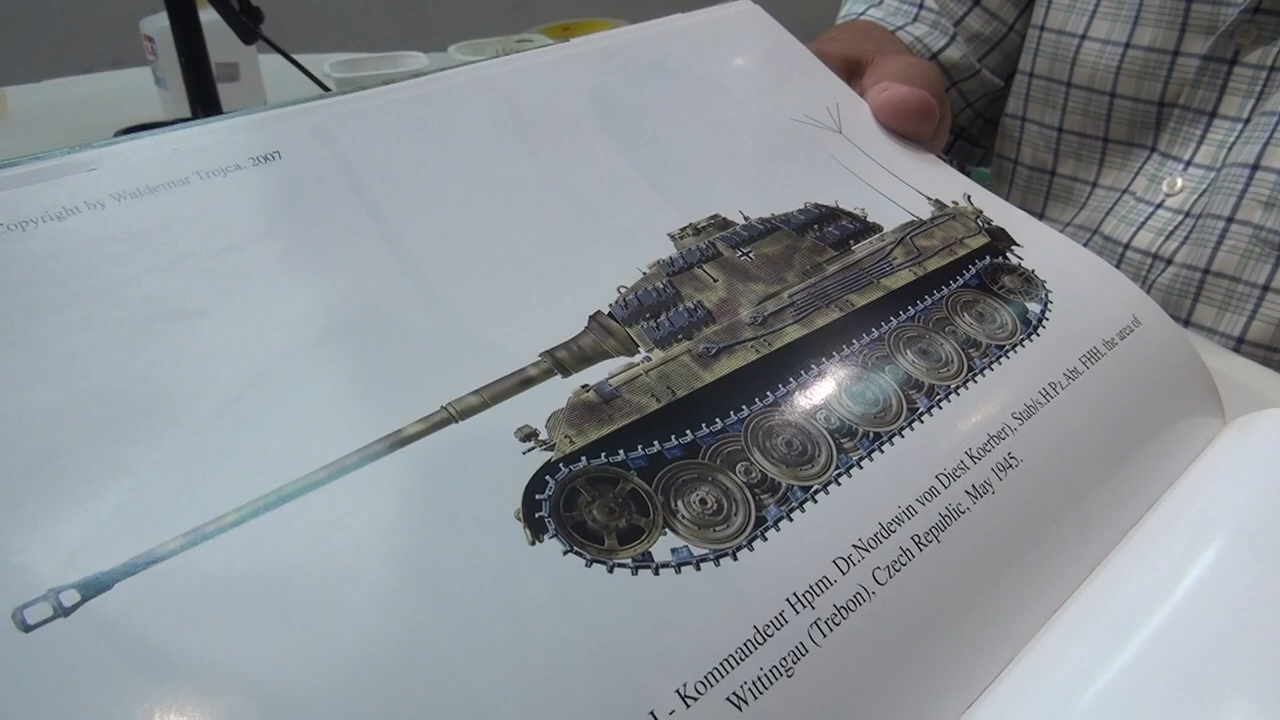 Copyright by Waldemar Trojca. 2007
I - Kommandeur Hptm. Dr.Nordewin von Diest Koerber), Stab/s.H.Pz.Abt. FHH, the area of
Wittingau (Trebon), Czech Republic, May 1945.